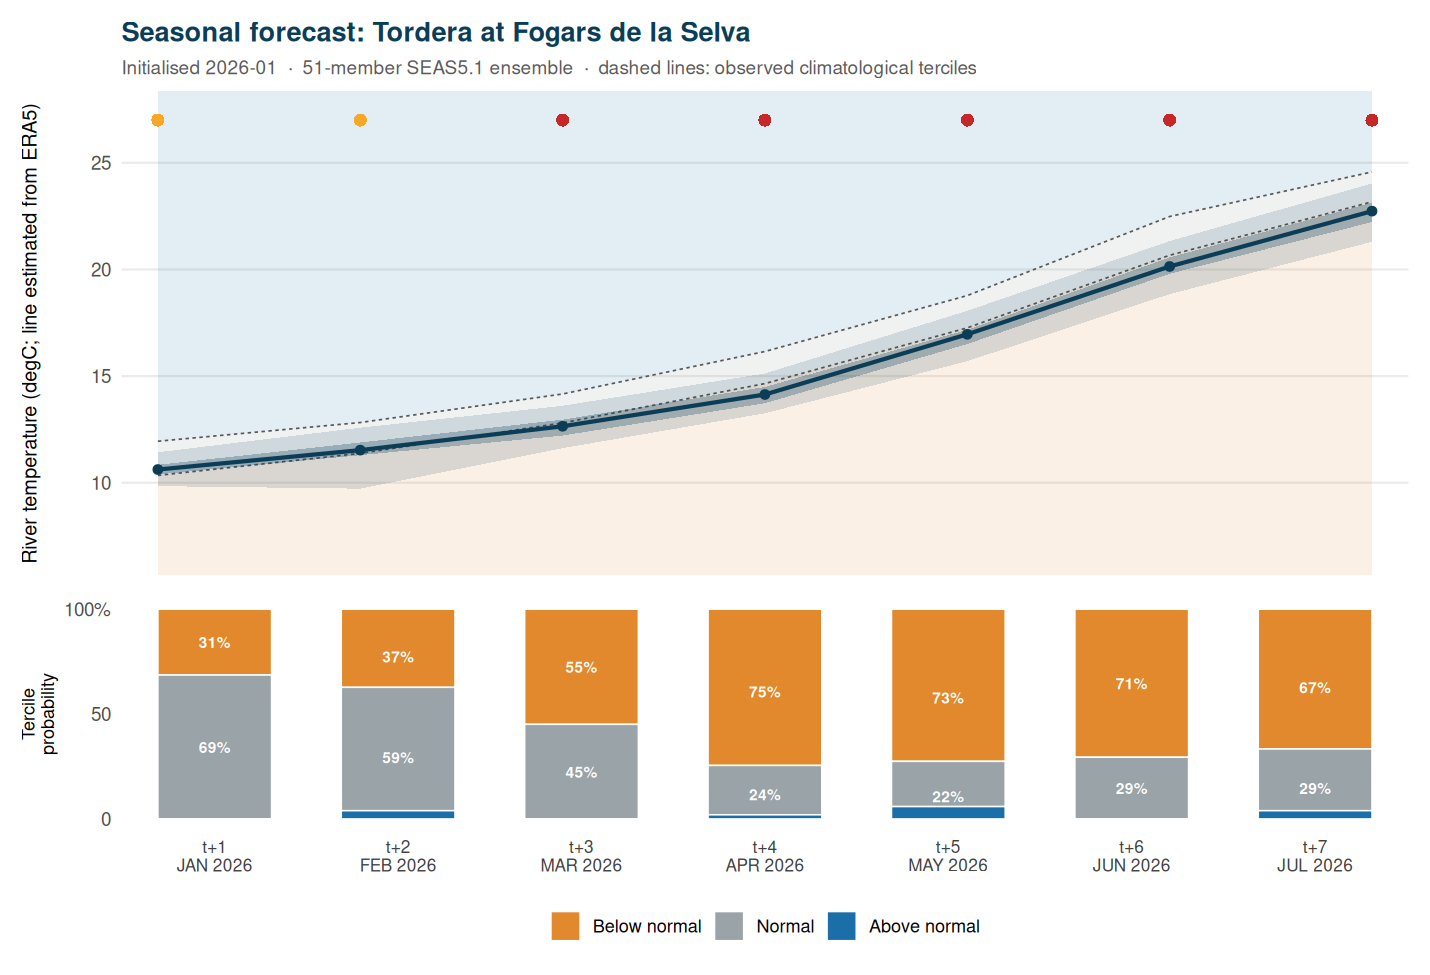 Seasonal forecast: Tordera at Fogars de la Selva
Initialised 2026-01 · 51-member SEAS5.1 ensemble · dashed lines: observed climatological terciles
River temperature (degC; line estimated from ERA5)
25
20
15
10
Tercile
probability
100%
50
0
31%
69%
37%
59%
55%
45%
75%
24%
73%
22%
71%
29%
67%
29%
t+1
JAN 2026
t+2
FEB 2026
t+3
MAR 2026
t+4
APR 2026
t+5
MAY 2026
t+6
JUN 2026
t+7
JUL 2026
Below normal
Normal
Above normal